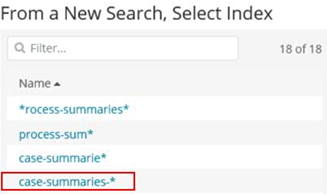 From a New Search, Select Index
Filter... 18 of 18
Name
*rocess-summaries*
process-sum*
case-summarie*
case-summaries-*